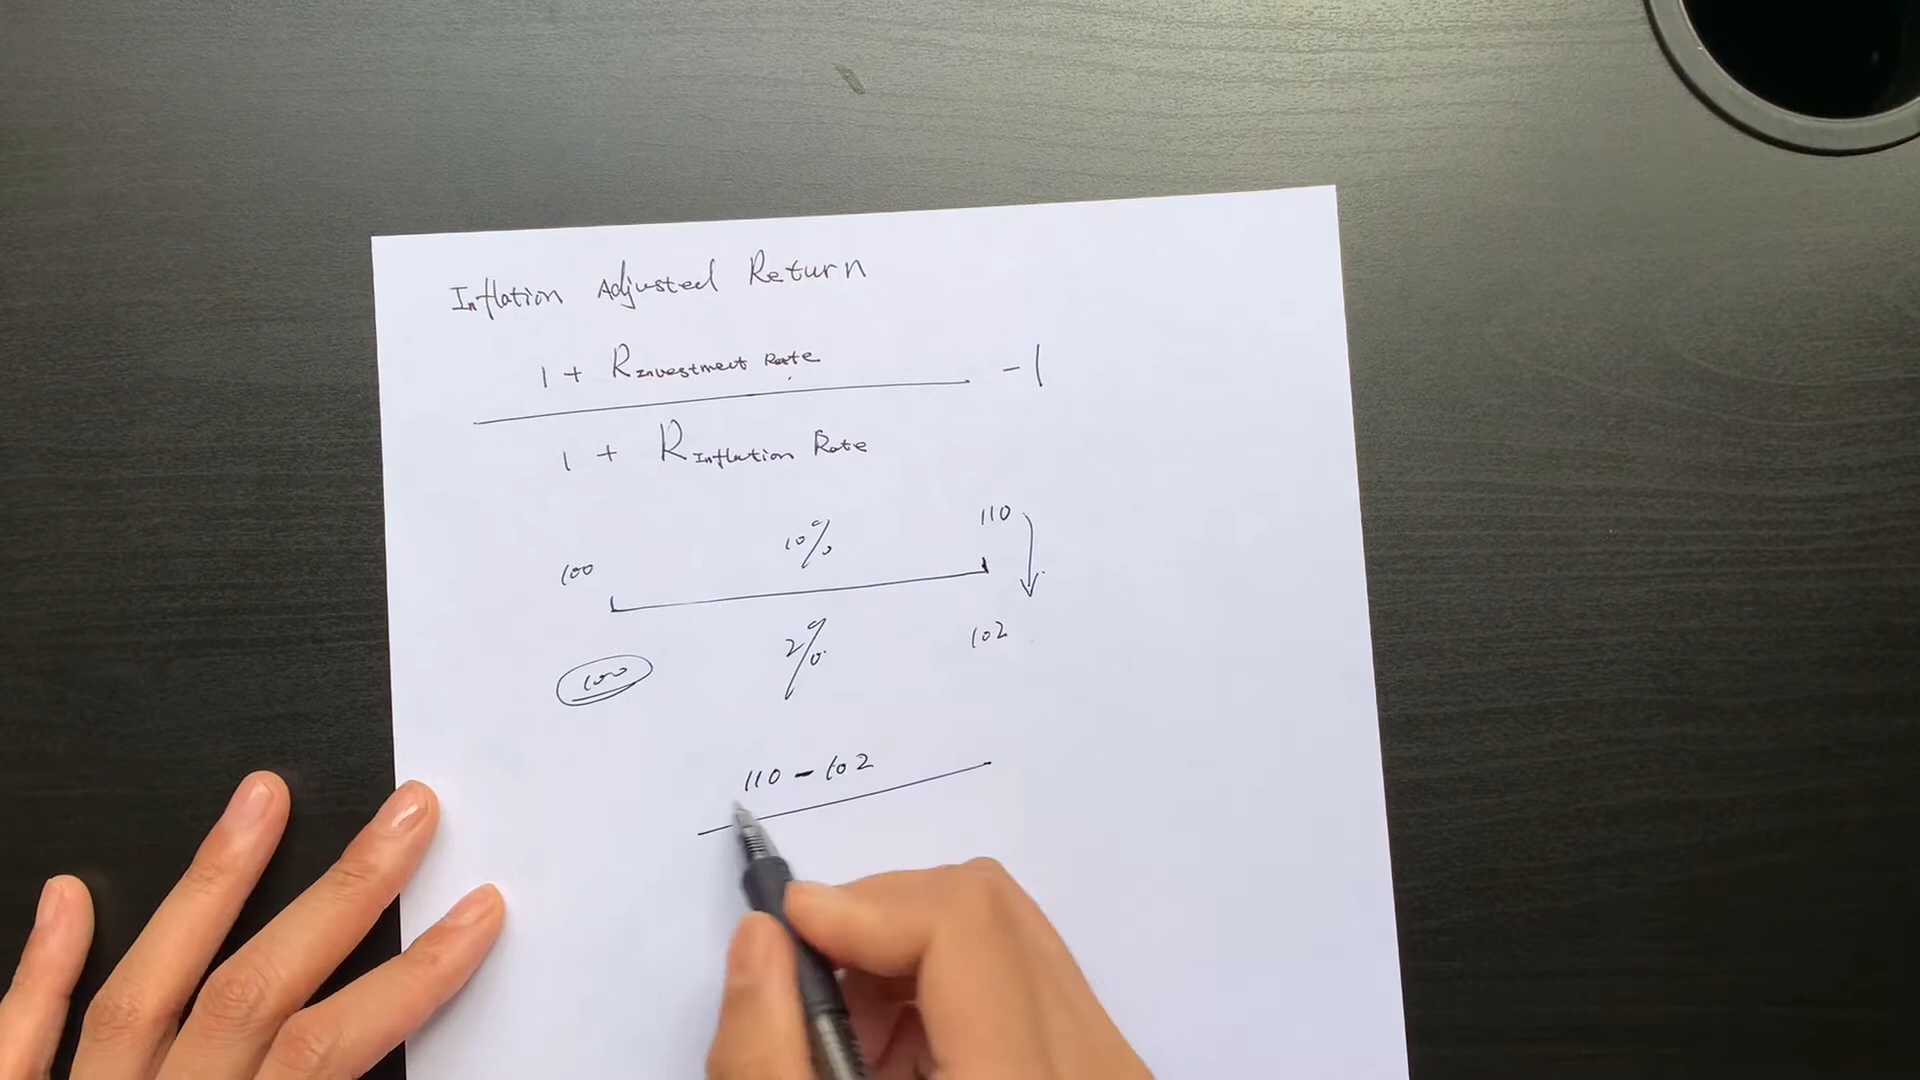 Inflation Adjusted Return
1 + R Investment Rate - 1
1 + R Inflation Rate
100 10% 110
100 2% 102
110 - 102